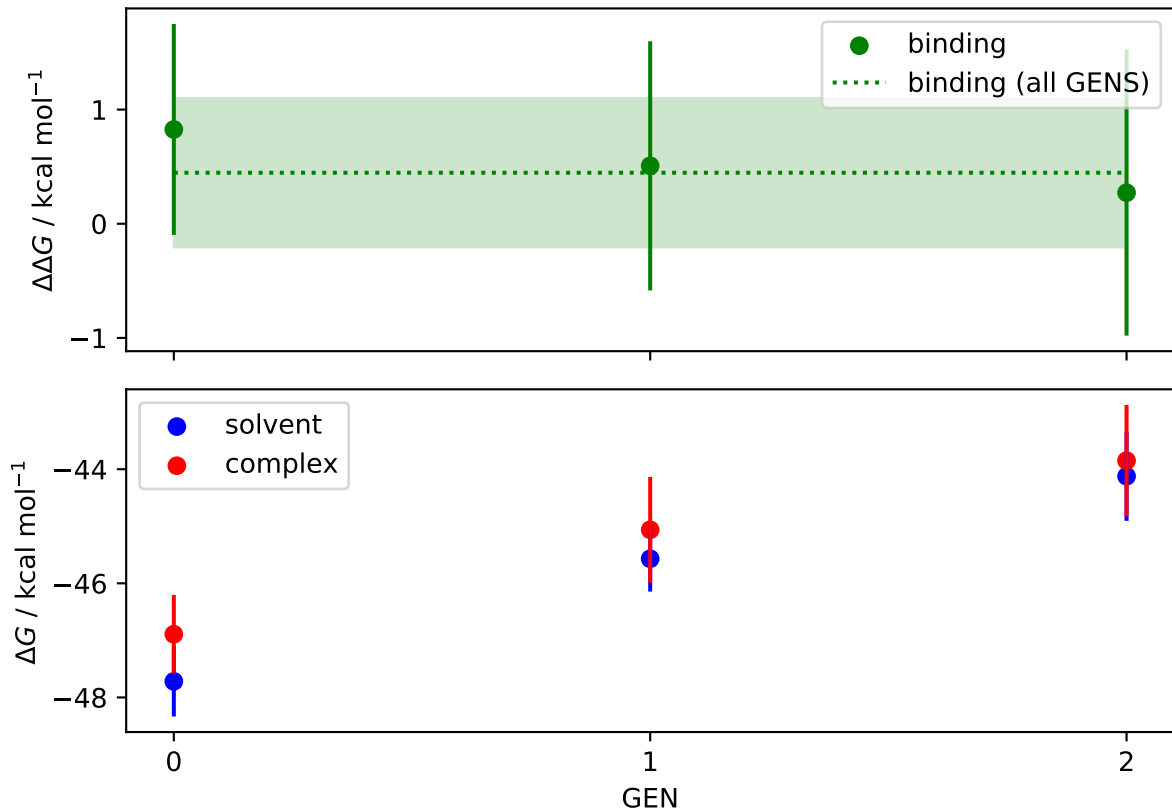 binding
binding (all GENS)
ΔΔG / kcal mol⁻¹
1
0
−1
solvent
complex
ΔG / kcal mol⁻¹
−44
−46
−48
0
1
2
GEN